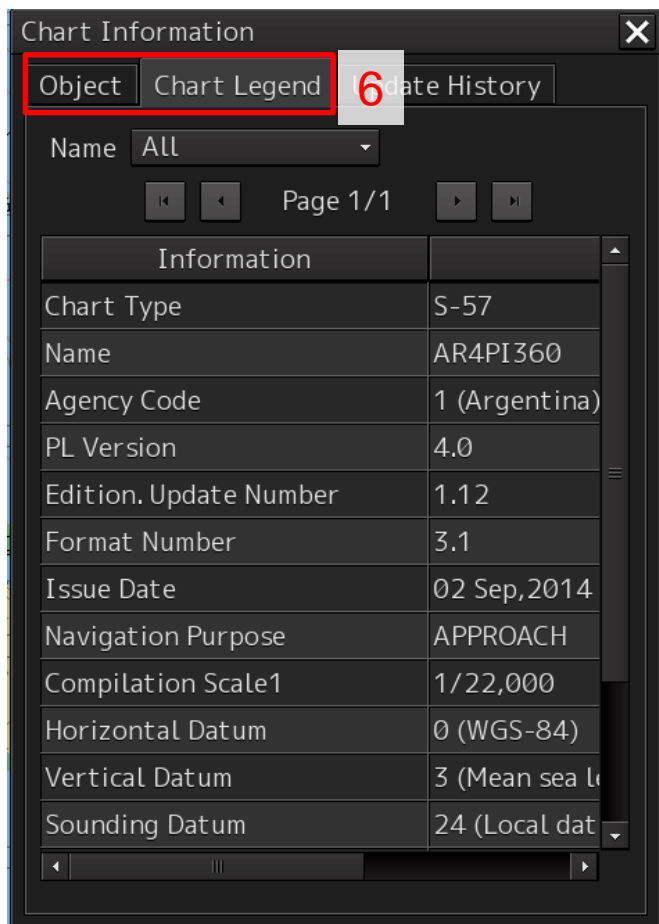 Chart Information
Object Chart Legend 6 date History
Name All
Page 1/1
Information
Chart Type S-57
Name AR4PI360
Agency Code 1 (Argentina)
PL Version 4.0
Edition. Update Number 1.12
Format Number 3.1
Issue Date 02 Sep,2014
Navigation Purpose APPROACH
Compilation Scale1 1/22,000
Horizontal Datum 0 (WGS-84)
Vertical Datum 3 (Mean sea le
Sounding Datum 24 (Local dat